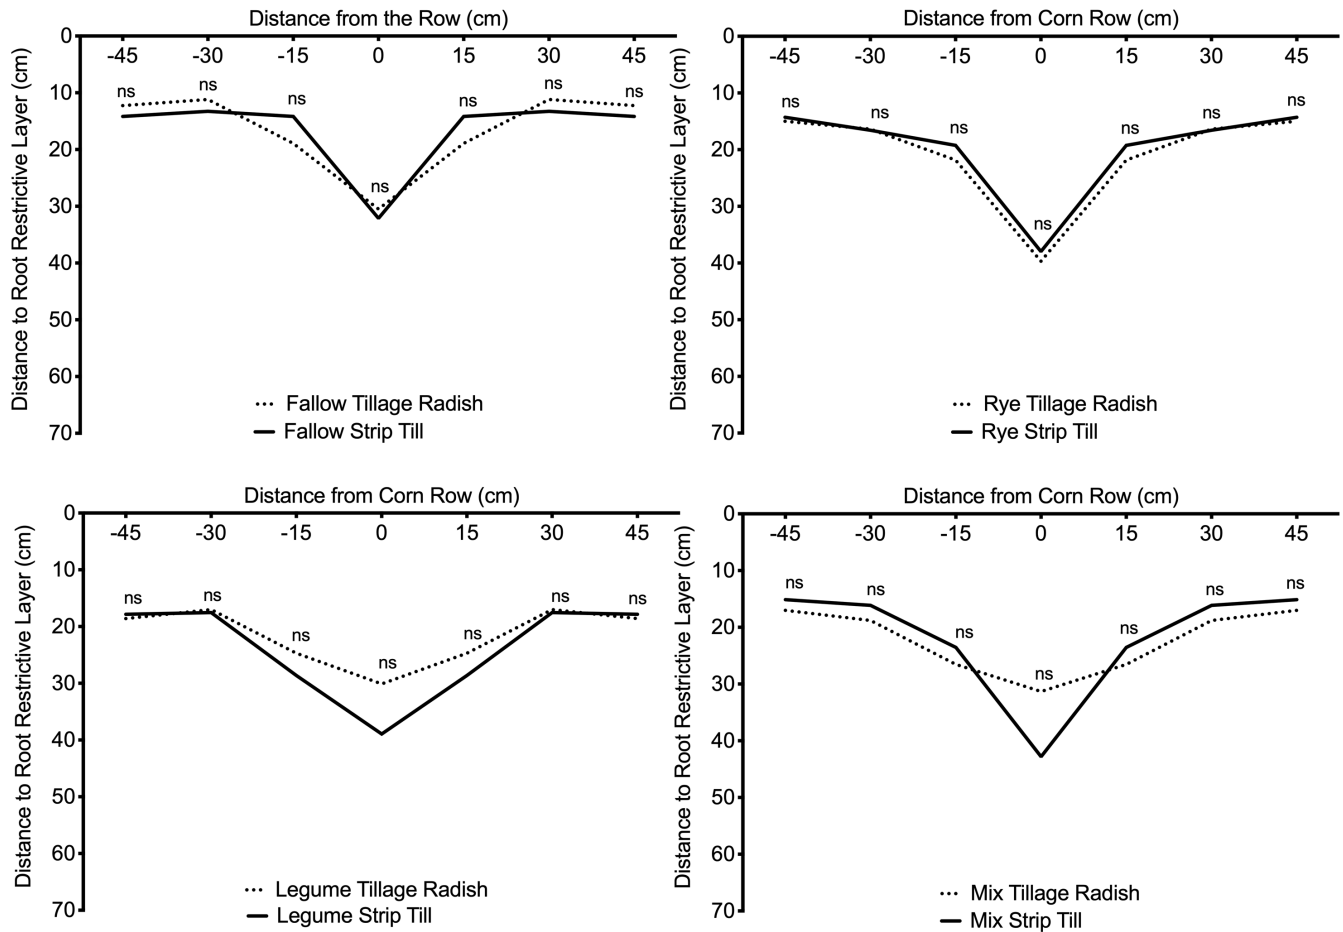 Distance from the Row (cm)
0
-45 -30 -15 0 15 30 45
ns ns ns ns ns ns ns
10
20
30
40
50
60
70
Distance to Root Restrictive Layer (cm)
Fallow Tillage Radish
Fallow Strip Till
Distance from Corn Row (cm)
0
-45 -30 -15 0 15 30 45
ns ns ns ns ns ns ns
10
20
30
40
50
60
70
Distance to Root Restrictive Layer (cm)
Rye Tillage Radish
Rye Strip Till
Distance from Corn Row (cm)
0
-45 -30 -15 0 15 30 45
ns ns ns ns ns ns ns
10
20
30
40
50
60
70
Distance to Root Restrictive Layer (cm)
Legume Tillage Radish
Legume Strip Till
Distance from Corn Row (cm)
0
-45 -30 -15 0 15 30 45
ns ns ns ns ns ns ns
10
20
30
40
50
60
70
Distance to Root Restrictive Layer (cm)
Mix Tillage Radish
Mix Strip Till